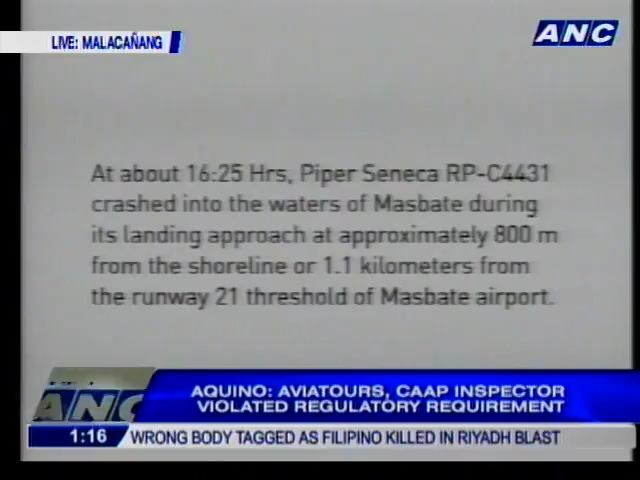 LIVE: MALACAÑANG
ANC
At about 16:25 Hrs, Piper Seneca RP-C4431
crashed into the waters of Masbate during
its landing approach at approximately 800 m
from the shoreline or 1.1 kilometers from
the runway 21 threshold of Masbate airport.
ANC
AQUINO: AVIATOURS, CAAP INSPECTOR
VIOLATED REGULATORY REQUIREMENT
1:16 WRONG BODY TAGGED AS FILIPINO KILLED IN RIYADH BLAST